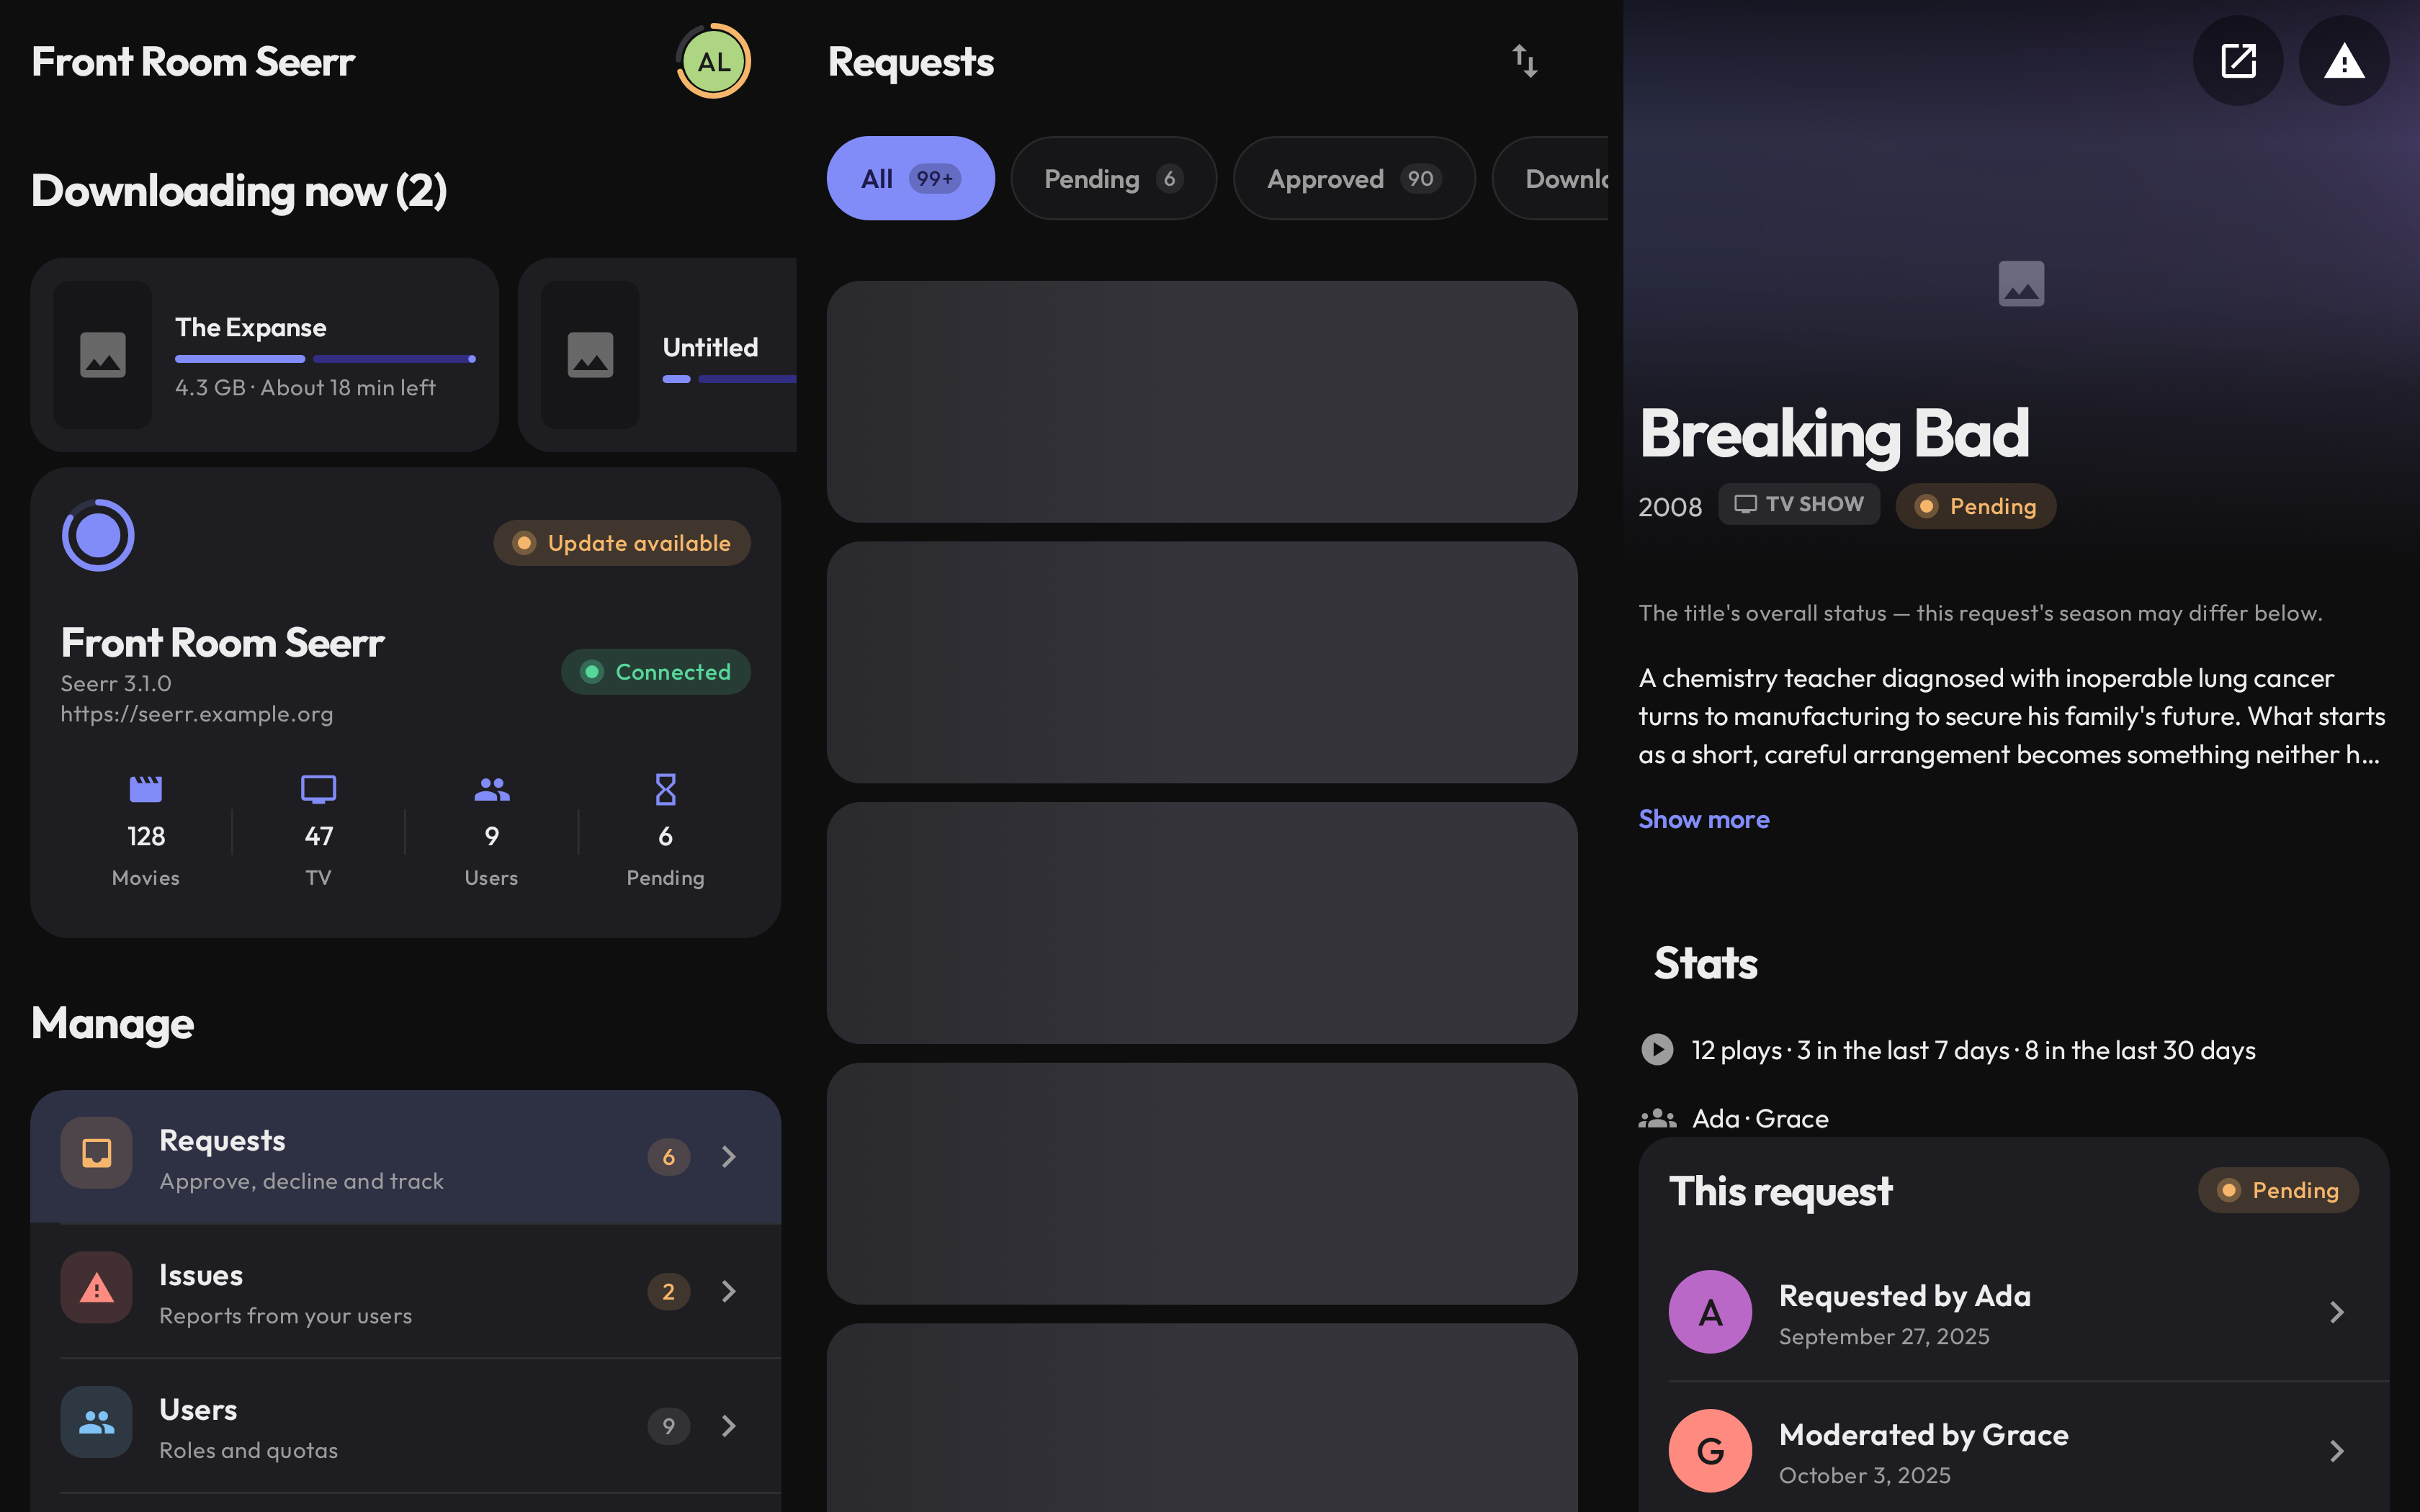 Front Room Seerr
AL
Downloading now (2)
The Expanse
4.3 GB · About 18 min left
Untitled
Update available
Front Room Seerr
Seerr 3.1.0
https://seerr.example.org
Connected
128
Movies
47
TV
9
Users
6
Pending
Manage
Requests
Approve, decline and track
6
Issues
Reports from your users
2
Users
Roles and quotas
9
Requests
All 99+
Pending 6
Approved 90
Downlo
Breaking Bad
2008
TV SHOW
Pending
The title's overall status — this request's season may differ below.
A chemistry teacher diagnosed with inoperable lung cancer
turns to manufacturing to secure his family's future. What starts
as a short, careful arrangement becomes something neither h...
Show more
Stats
12 plays · 3 in the last 7 days · 8 in the last 30 days
Ada · Grace
This request
Pending
A
Requested by Ada
September 27, 2025
G
Moderated by Grace
October 3, 2025